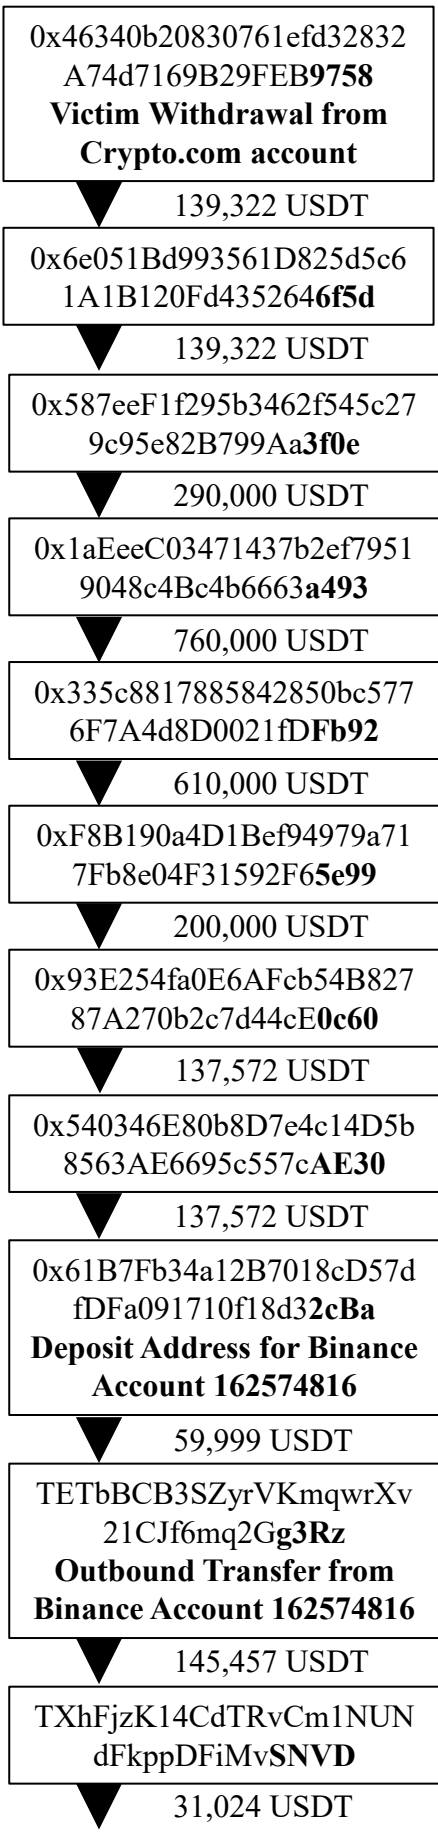 0x46340b20830761efd32832
A74d7169B29FEB9758
Victim Withdrawal from
Crypto.com account
139,322 USDT
0x6e051Bd993561D825d5c6
1A1B120Fd4352646f5d
139,322 USDT
0x587eeF1f295b3462f545c27
9c95e82B799Aa3f0e
290,000 USDT
0x1aEeeC03471437b2ef7951
9048c4Bc4b6663a493
760,000 USDT
0x335c8817885842850bc577
6F7A4d8D0021fDFb92
610,000 USDT
0xF8B190a4D1Bef94979a71
7Fb8e04F31592F65e99
200,000 USDT
0x93E254fa0E6AFcb54B827
87A270b2c7d44cE0c60
137,572 USDT
0x540346E80b8D7e4c14D5b
8563AE6695c557cAE30
137,572 USDT
0x61B7Fb34a12B7018cD57d
fDFa091710f18d32cBa
Deposit Address for Binance
Account 162574816
59,999 USDT
TETbBCB3SZyrVKmqwrXv
21CJf6mq2Gg3Rz
Outbound Transfer from
Binance Account 162574816
145,457 USDT
TXhFjzK14CdTRvCm1NUN
dFkppDFiMvSNVD
31,024 USDT